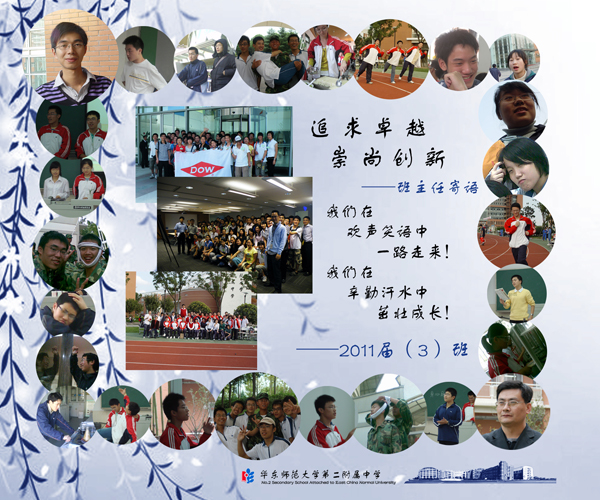 DOW
追求卓越
崇尚创新
——班主任寄语
我们在
欢声笑语中
一路走来!
我们在
辛勤汗水中
茁壮成长!
——2011届（3）班
华东师范大学第二附属中学
No.2 Secondary School Attached to East China Normal University